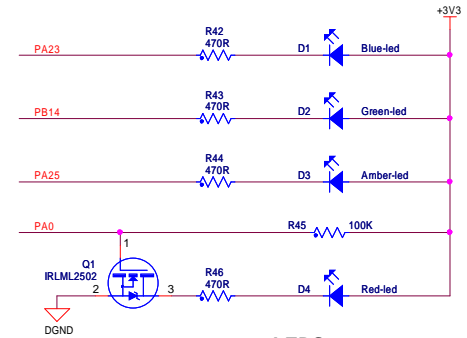 +3V3
R42
470R
PA23
D1
Blue-led
R43
470R
PB14
D2
Green-led
R44
470R
PA25
D3
Amber-led
PA0
R45
100K
1
Q1
IRLML2502
2
3
R46
470R
D4
Red-led
DGND